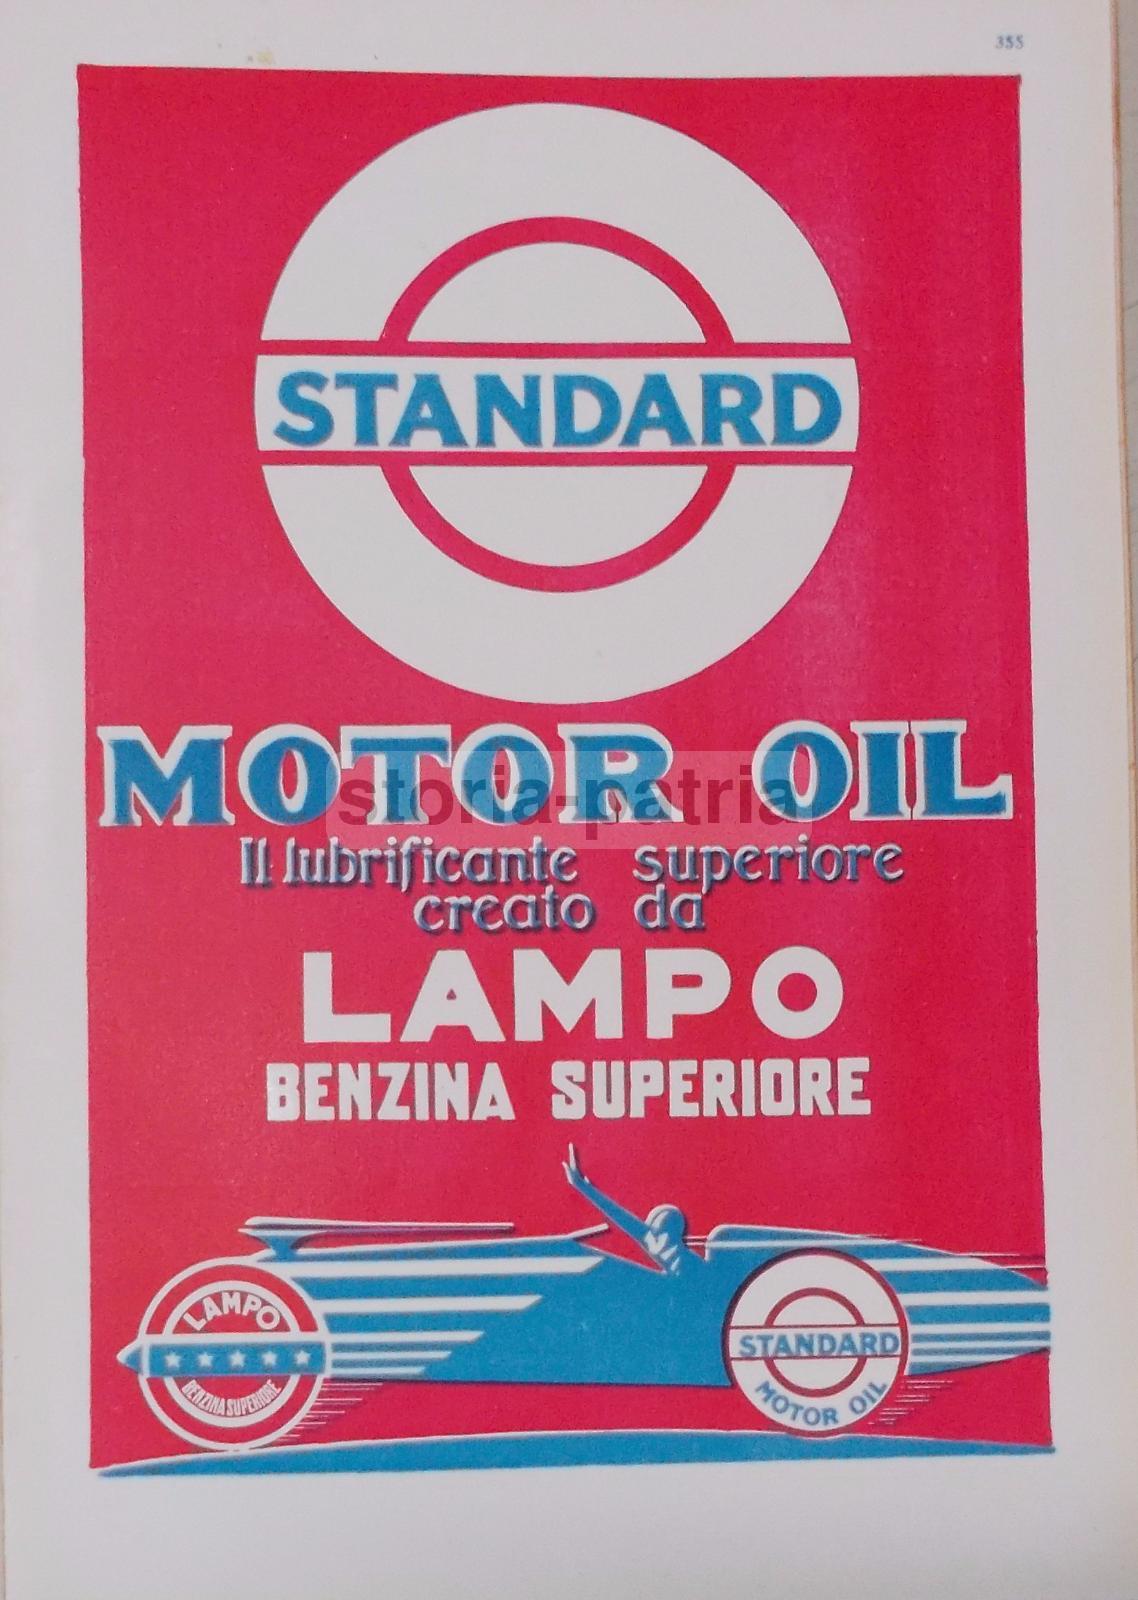 355
STANDARD
MOTOR OIL
storia-patria
Il lubrificante superiore
creato da
LAMPO
BENZINA SUPERIORE
LAMPO
BENZINA SUPERIORE
STANDARD
MOTOR OIL